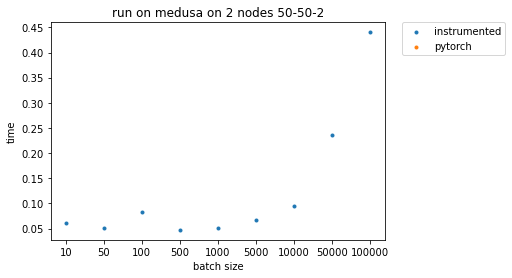 run on medusa on 2 nodes 50-50-2
instrumented
pytorch
0.45
0.40
0.35
0.30
0.25
0.20
0.15
0.10
0.05
time
10 50 100 500 1000 5000 10000 50000 100000
batch size